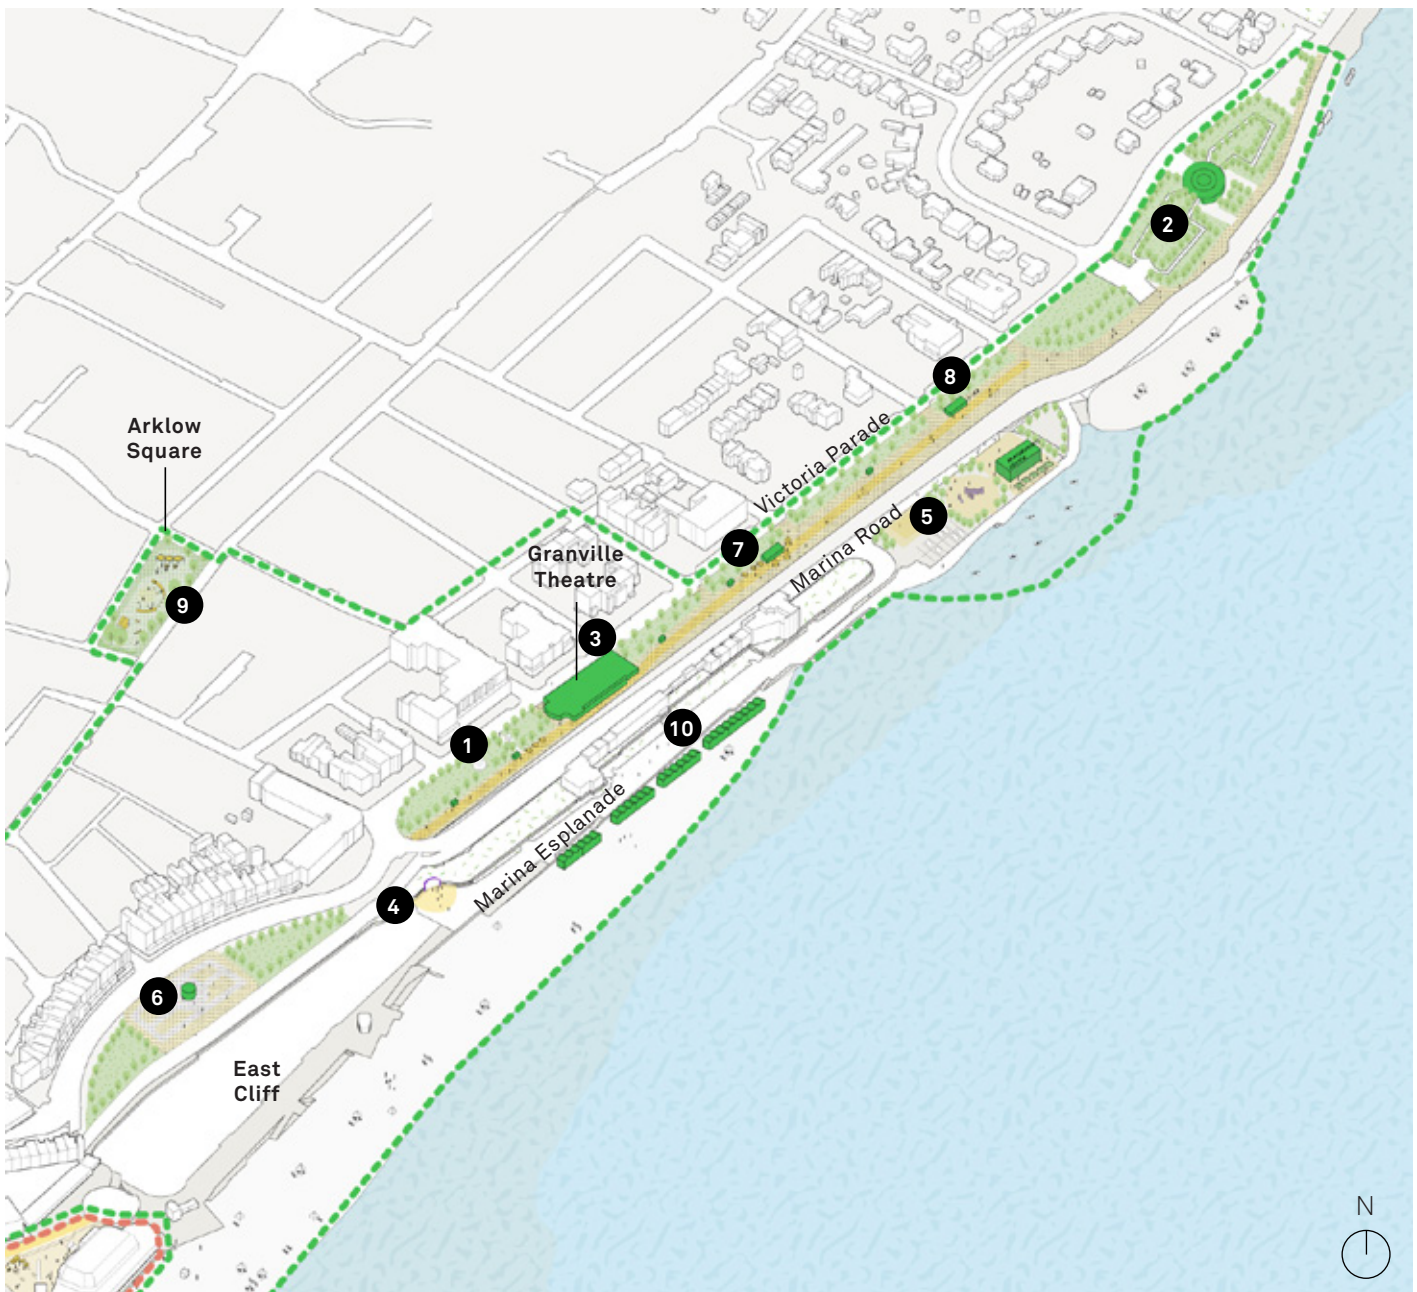 2
8
Arklow
Square
Victoria Parade
5
Marina Road
7
Granville
Theatre
9
3
10
1
Marina Esplanade
4
6
East
Cliff
N